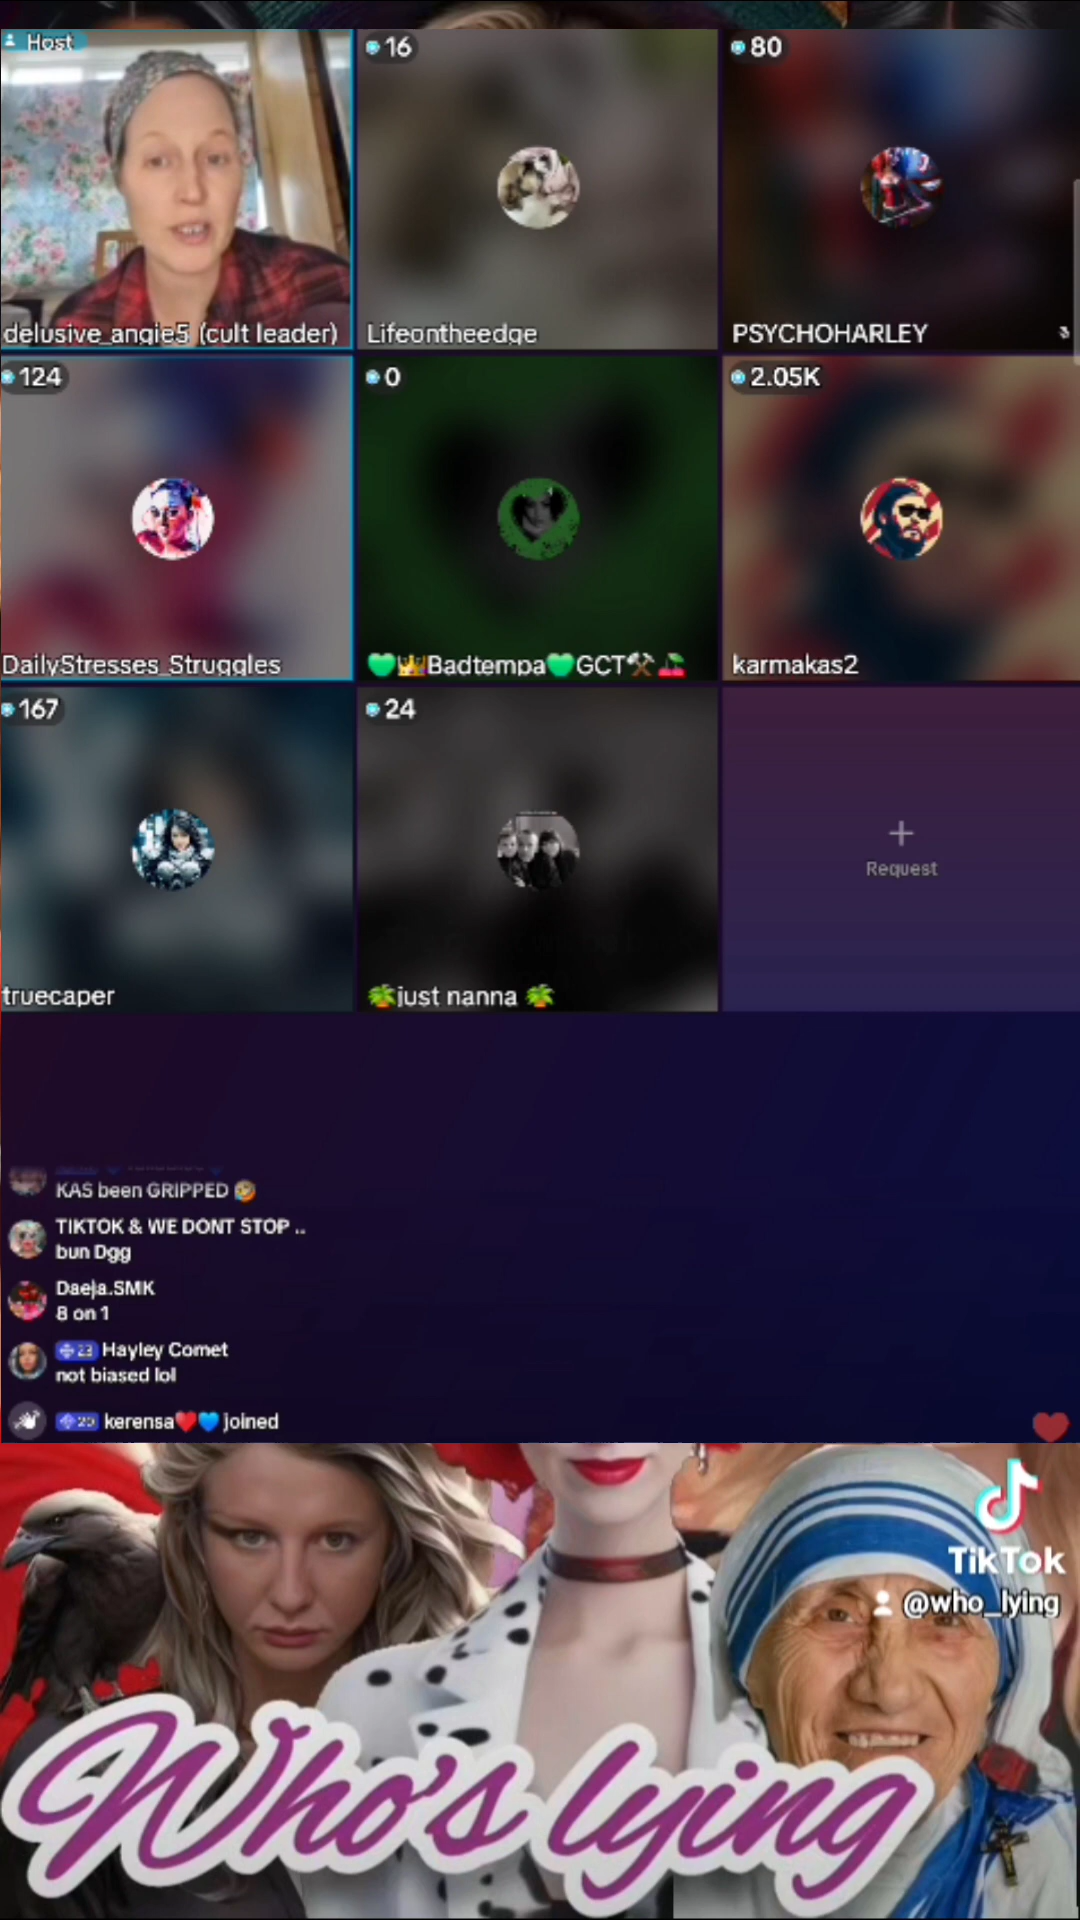 Host
16
80
delusive_angie5 (cult leader)
Lifeontheedge
PSYCHOHARLEY
124
0
2.05K
DailyStresses_Struggles
💚👑Badtempa💚GCT⚒️🍒
karmakas2
167
24
+
Request
truecaper
🌴just nanna 🌴
KAS been GRIPPED 🤣
TIKTOK & WE DONT STOP ..
bun Dgg
Daeja.SMK
8 on 1
23 Hayley Comet
not biased lol
20 kerensa❤️💙 joined
TikTok
@who_lying
Who's lying